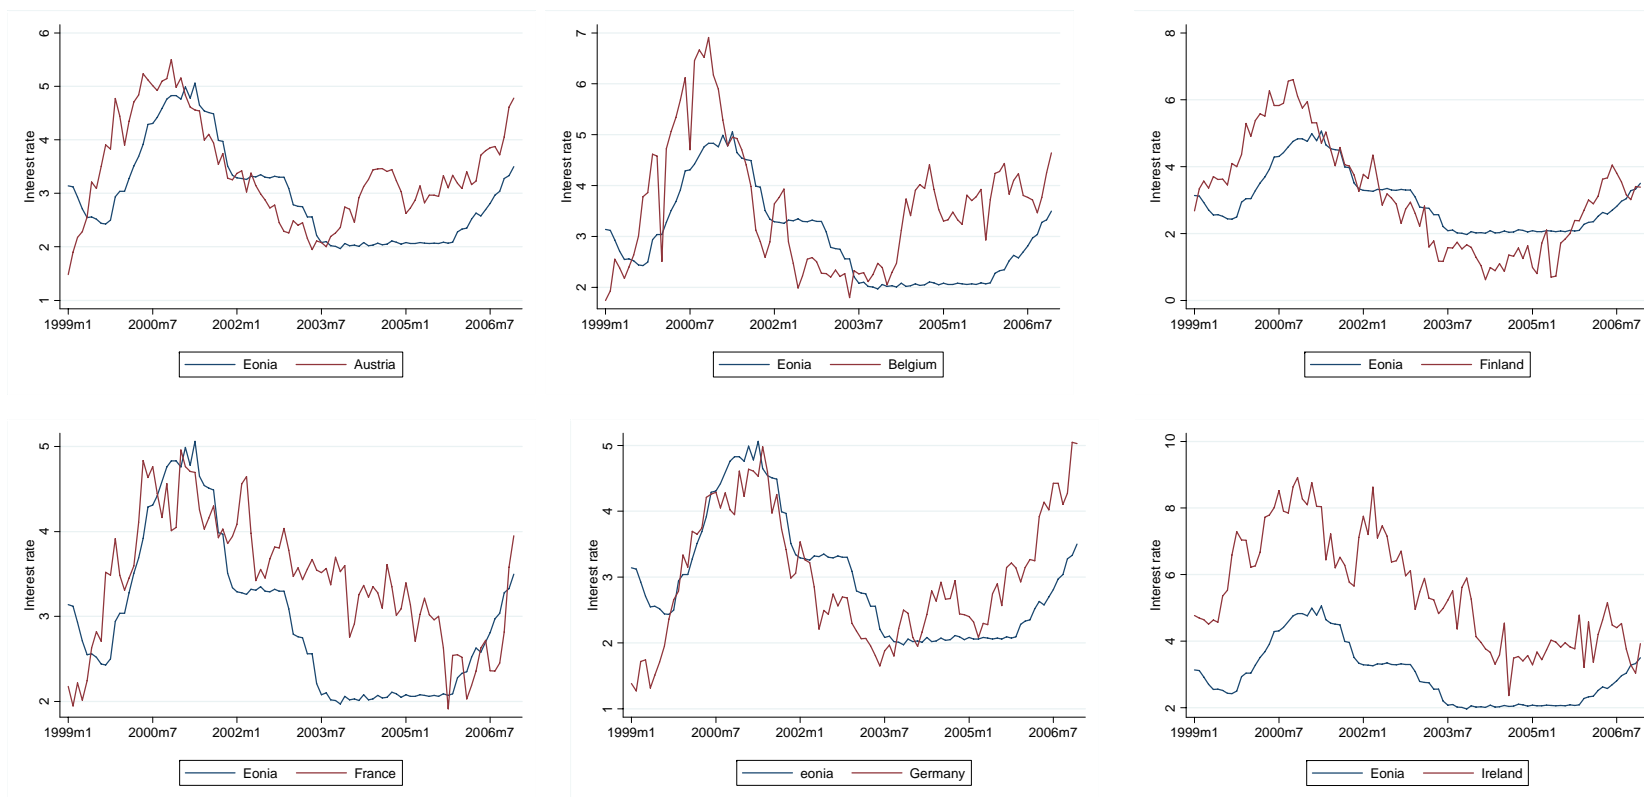 Interest rate
6
5
4
3
2
1
1999m1 2000m7 2002m1 2003m7 2005m1 2006m7
Eonia Austria
Interest rate
7
6
5
4
3
2
1999m1 2000m7 2002m1 2003m7 2005m1 2006m7
Eonia Belgium
Interest rate
8
6
4
2
0
1999m1 2000m7 2002m1 2003m7 2005m1 2006m7
Eonia Finland
Interest rate
5
4
3
2
1999m1 2000m7 2002m1 2003m7 2005m1 2006m7
Eonia France
Interest rate
5
4
3
2
1
1999m1 2000m7 2002m1 2003m7 2005m1 2006m7
eonia Germany
Interest rate
10
8
6
4
2
1999m1 2000m7 2002m1 2003m7 2005m1 2006m7
Eonia Ireland